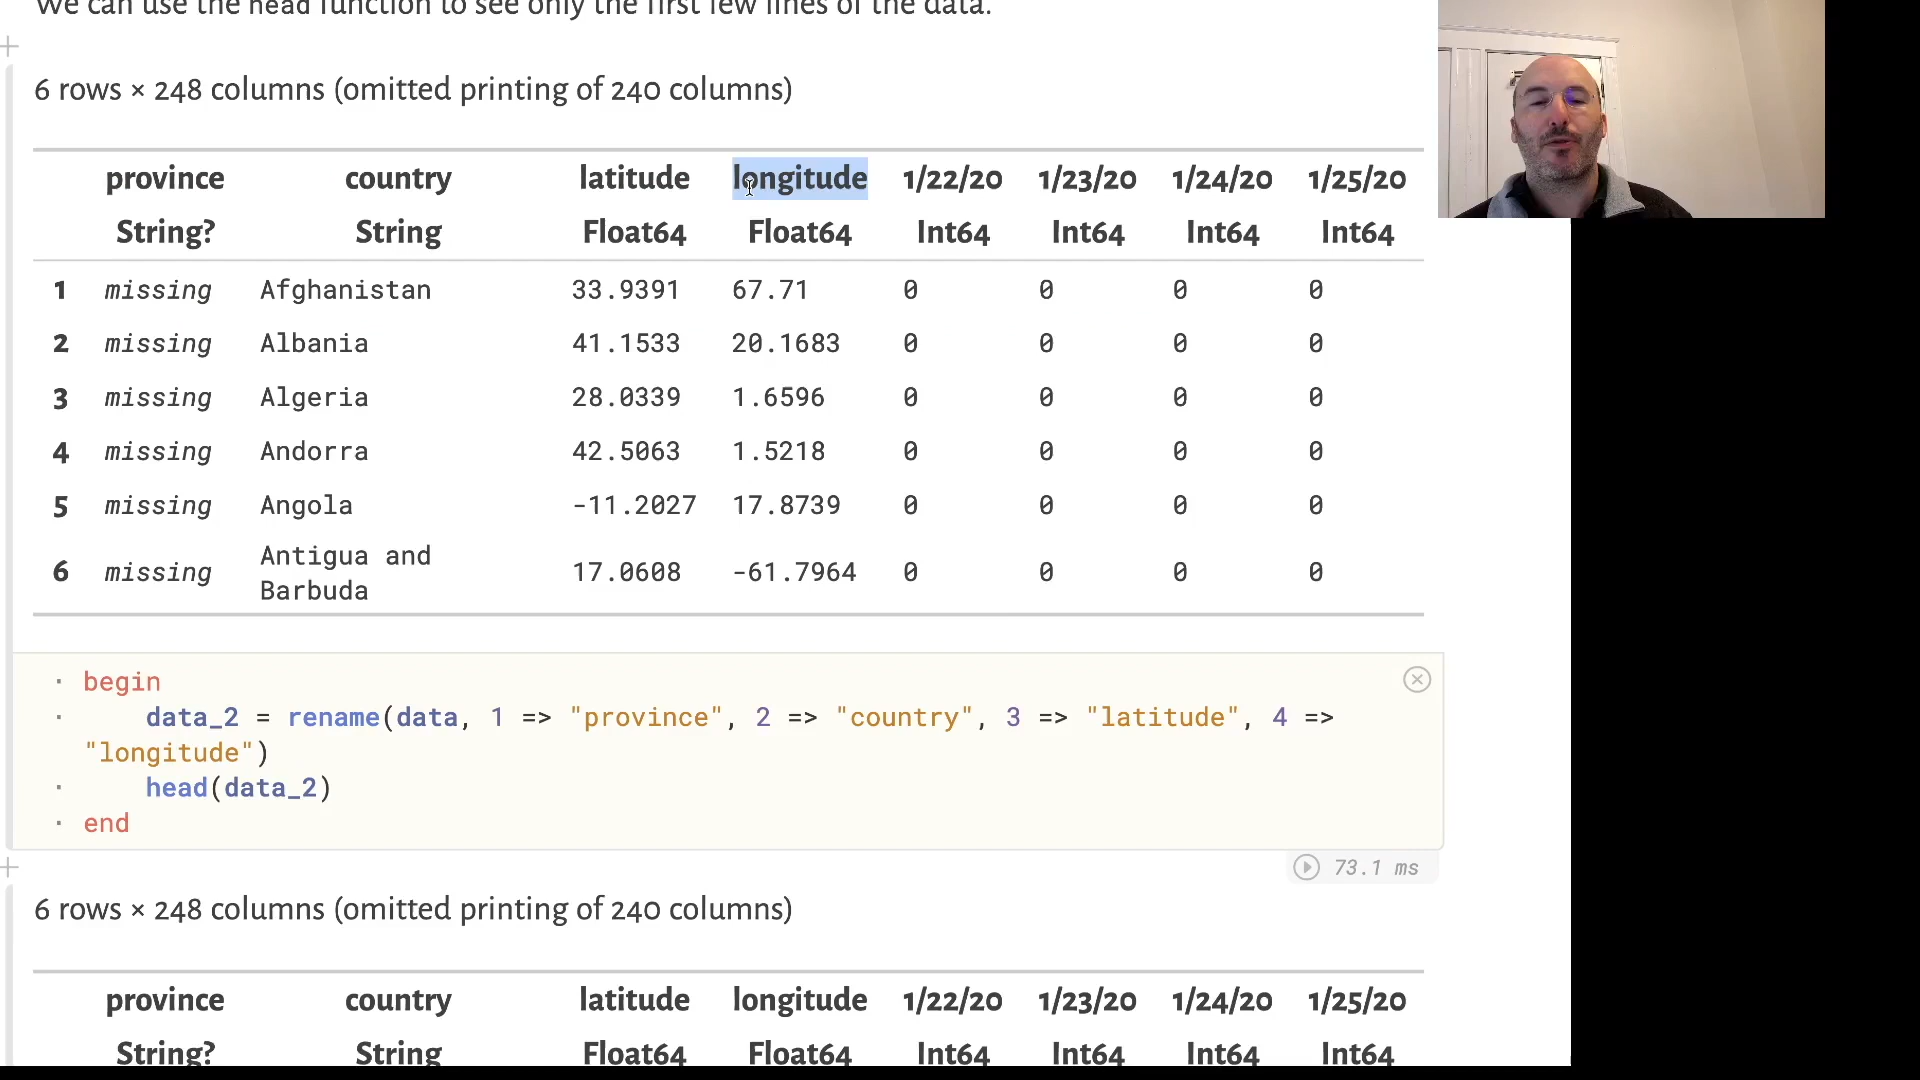 We can use the head function to see only the first few lines of the data.
6 rows × 248 columns (omitted printing of 240 columns)
province country latitude longitude 1/22/20 1/23/20 1/24/20 1/25/20
String? String Float64 Float64 Int64 Int64 Int64 Int64
1 missing Afghanistan 33.9391 67.71 0 0 0 0
2 missing Albania 41.1533 20.1683 0 0 0 0
3 missing Algeria 28.0339 1.6596 0 0 0 0
4 missing Andorra 42.5063 1.5218 0 0 0 0
5 missing Angola -11.2027 17.8739 0 0 0 0
6 missing Antigua and Barbuda 17.0608 -61.7964 0 0 0 0
begin
data_2 = rename(data, 1 => "province", 2 => "country", 3 => "latitude", 4 =>
"longitude")
head(data_2)
end
73.1 ms
6 rows × 248 columns (omitted printing of 240 columns)
province country latitude longitude 1/22/20 1/23/20 1/24/20 1/25/20
String? String Float64 Float64 Int64 Int64 Int64 Int64